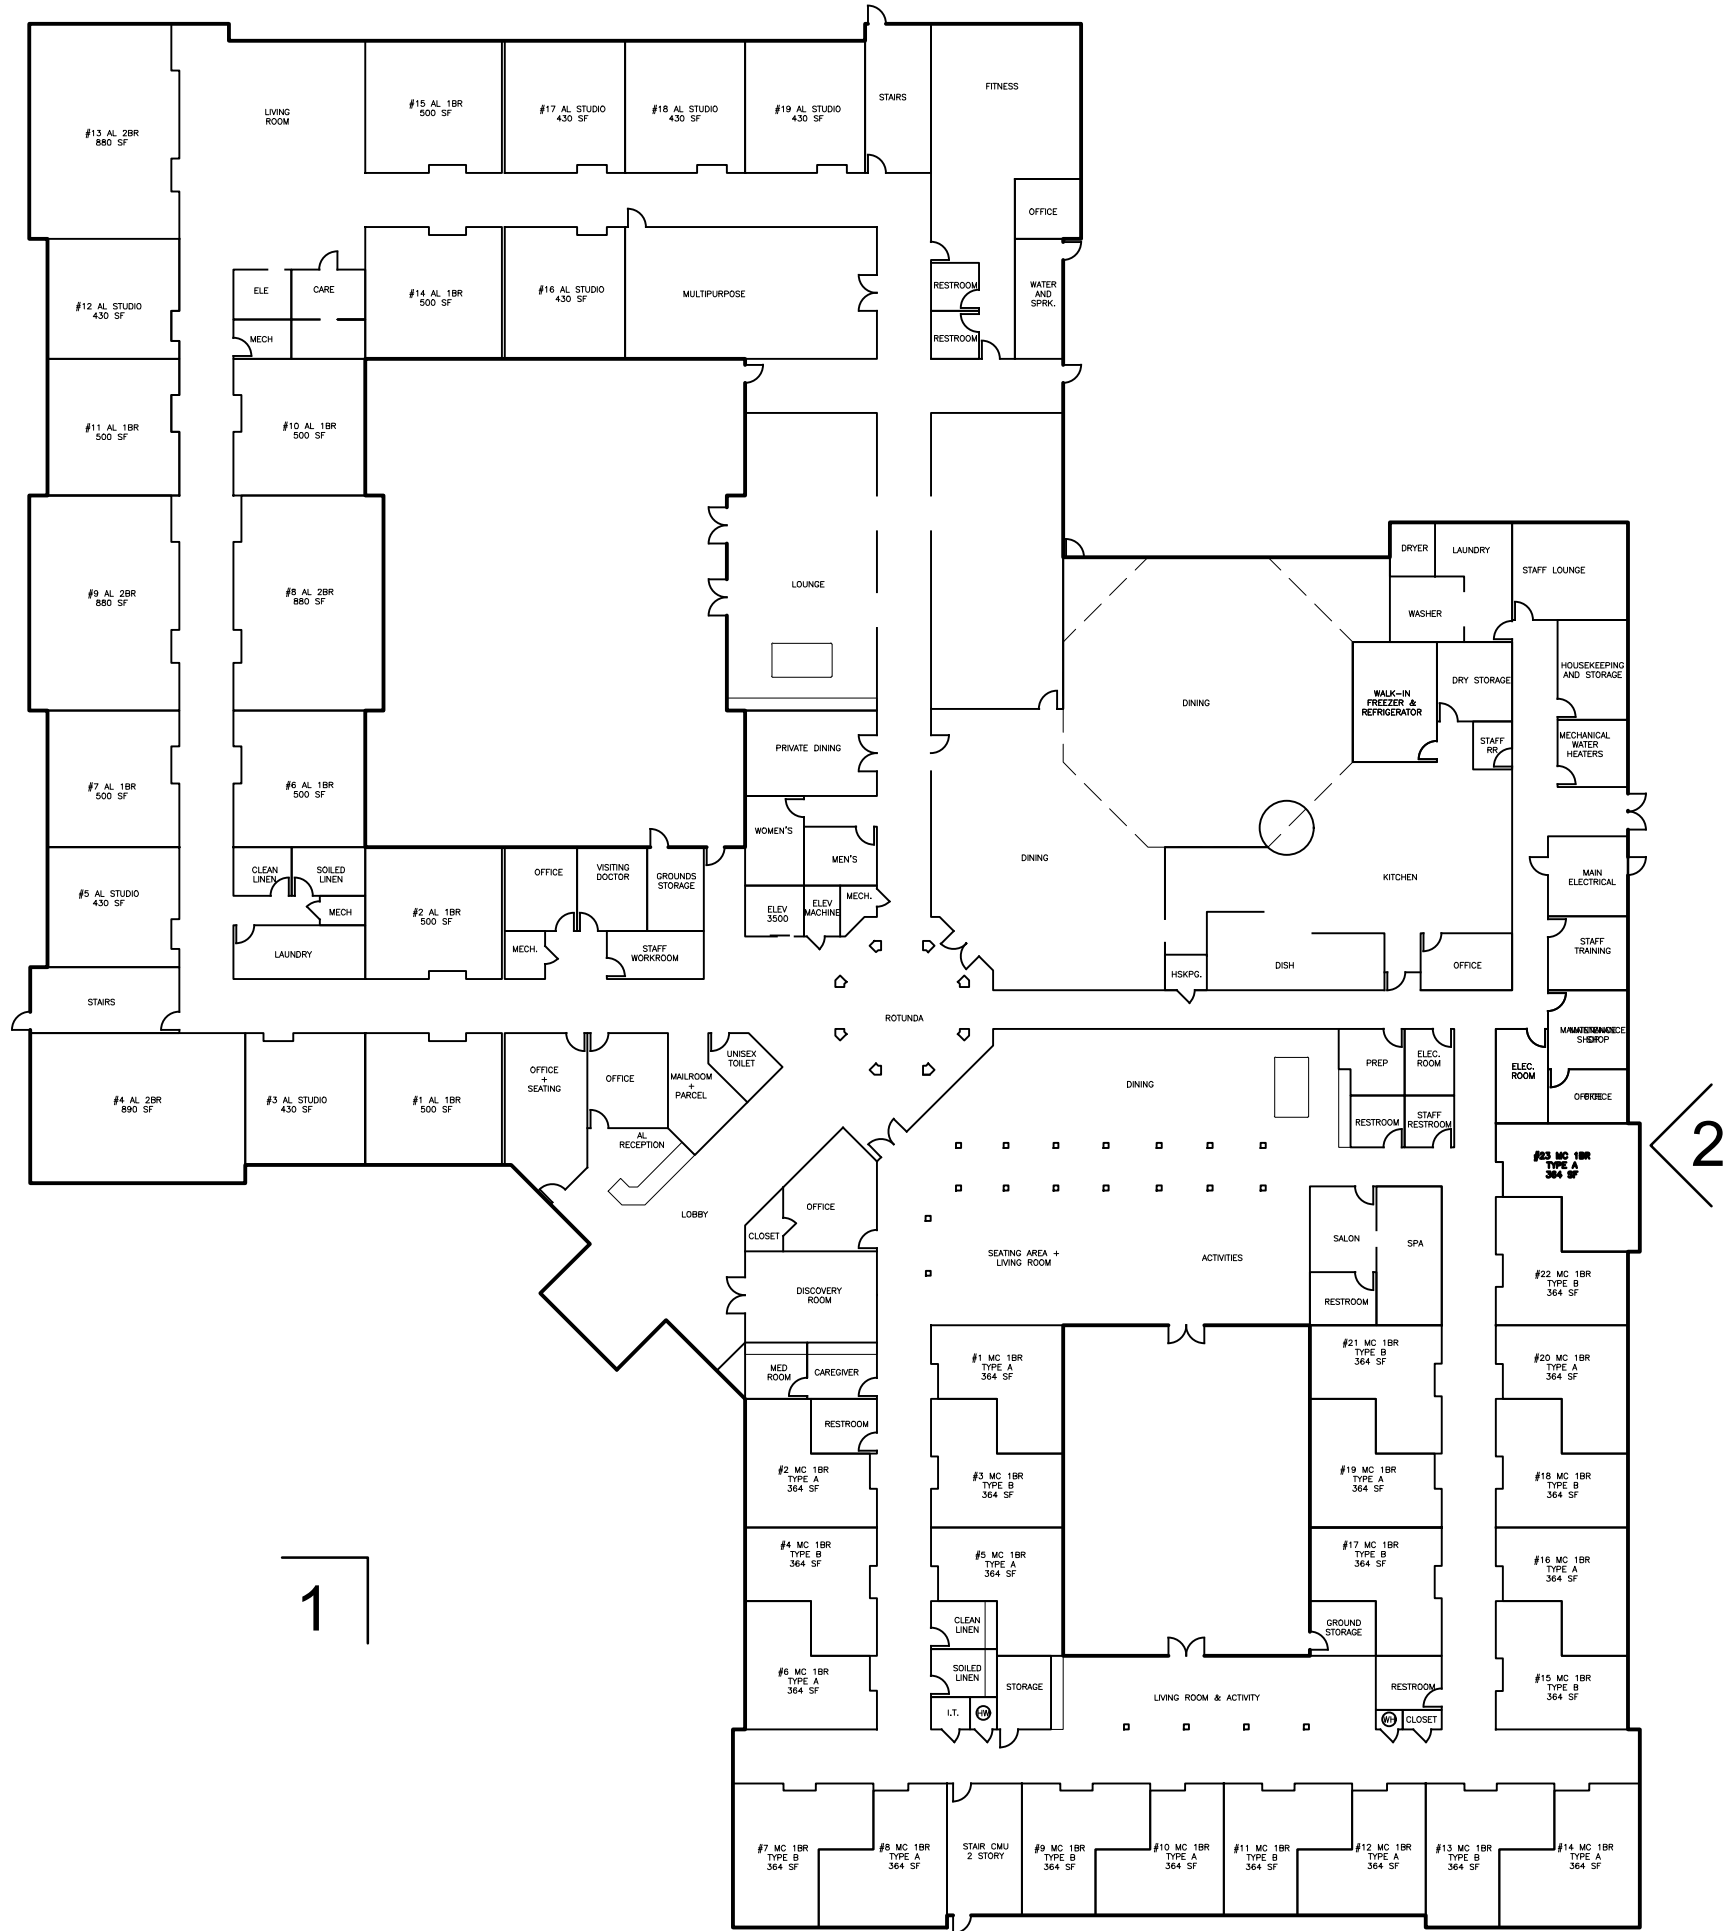 #13 AL 2BR
880 SF
LIVING
ROOM
#15 AL 1BR
500 SF
#17 AL STUDIO
430 SF
#18 AL STUDIO
430 SF
#19 AL STUDIO
430 SF
STAIRS
FITNESS
OFFICE
#12 AL STUDIO
430 SF
ELE
CARE
MECH
#14 AL 1BR
500 SF
#16 AL STUDIO
430 SF
MULTIPURPOSE
RESTROOM
RESTROOM
WATER
AND
SPRK.
#11 AL 1BR
500 SF
#10 AL 1BR
500 SF
#9 AL 2BR
880 SF
#8 AL 2BR
880 SF
LOUNGE
DRYER
LAUNDRY
STAFF LOUNGE
WASHER
HOUSEKEEPING
AND STORAGE
DRY STORAGE
WALK-IN
FREEZER &
REFRIGERATOR
DINING
STAFF
RR
MECHANICAL
WATER
HEATERS
PRIVATE DINING
#7 AL 1BR
500 SF
#6 AL 1BR
500 SF
WOMEN'S
MEN'S
DINING
KITCHEN
MAIN
ELECTRICAL
#5 AL STUDIO
430 SF
CLEAN
LINEN
SOILED
LINEN
MECH
LAUNDRY
#2 AL 1BR
500 SF
OFFICE
VISITING
DOCTOR
GROUNDS
STORAGE
MECH.
STAFF
WORKROOM
ELEV
3500
ELEV
MACHINE
MECH.
HSKPG.
DISH
OFFICE
STAFF
TRAINING
STAIRS
ROTUNDA
#4 AL 2BR
890 SF
#3 AL STUDIO
430 SF
#1 AL 1BR
500 SF
OFFICE
+
SEATING
OFFICE
MAILROOM
+
PARCEL
UNISEX
TOILET
AL
RECEPTION
DINING
PREP
ELEC.
ROOM
RESTROOM
STAFF
RESTROOM
ELEC.
ROOM
MAINTENANCE
SHOP
OFFICE
#23 MC 1BR
TYPE A
364 SF
2
LOBBY
CLOSET
OFFICE
DISCOVERY
ROOM
SEATING AREA +
LIVING ROOM
ACTIVITIES
SALON
SPA
RESTROOM
#22 MC 1BR
TYPE B
364 SF
MED
ROOM
CAREGIVER
RESTROOM
#1 MC 1BR
TYPE A
364 SF
#21 MC 1BR
TYPE B
364 SF
#20 MC 1BR
TYPE A
364 SF
#2 MC 1BR
TYPE A
364 SF
#3 MC 1BR
TYPE B
364 SF
#19 MC 1BR
TYPE A
364 SF
#18 MC 1BR
TYPE B
364 SF
#4 MC 1BR
TYPE B
364 SF
#5 MC 1BR
TYPE A
364 SF
#17 MC 1BR
TYPE B
364 SF
#16 MC 1BR
TYPE A
364 SF
1
CLEAN
LINEN
GROUND
STORAGE
#6 MC 1BR
TYPE A
364 SF
SOILED
LINEN
STORAGE
I.T.
HW
LIVING ROOM & ACTIVITY
RESTROOM
WH
CLOSET
#15 MC 1BR
TYPE B
364 SF
#7 MC 1BR
TYPE B
364 SF
#8 MC 1BR
TYPE A
364 SF
STAIR CMU
2 STORY
#9 MC 1BR
TYPE B
364 SF
#10 MC 1BR
TYPE A
364 SF
#11 MC 1BR
TYPE B
364 SF
#12 MC 1BR
TYPE A
364 SF
#13 MC 1BR
TYPE B
364 SF
#14 MC 1BR
TYPE A
364 SF